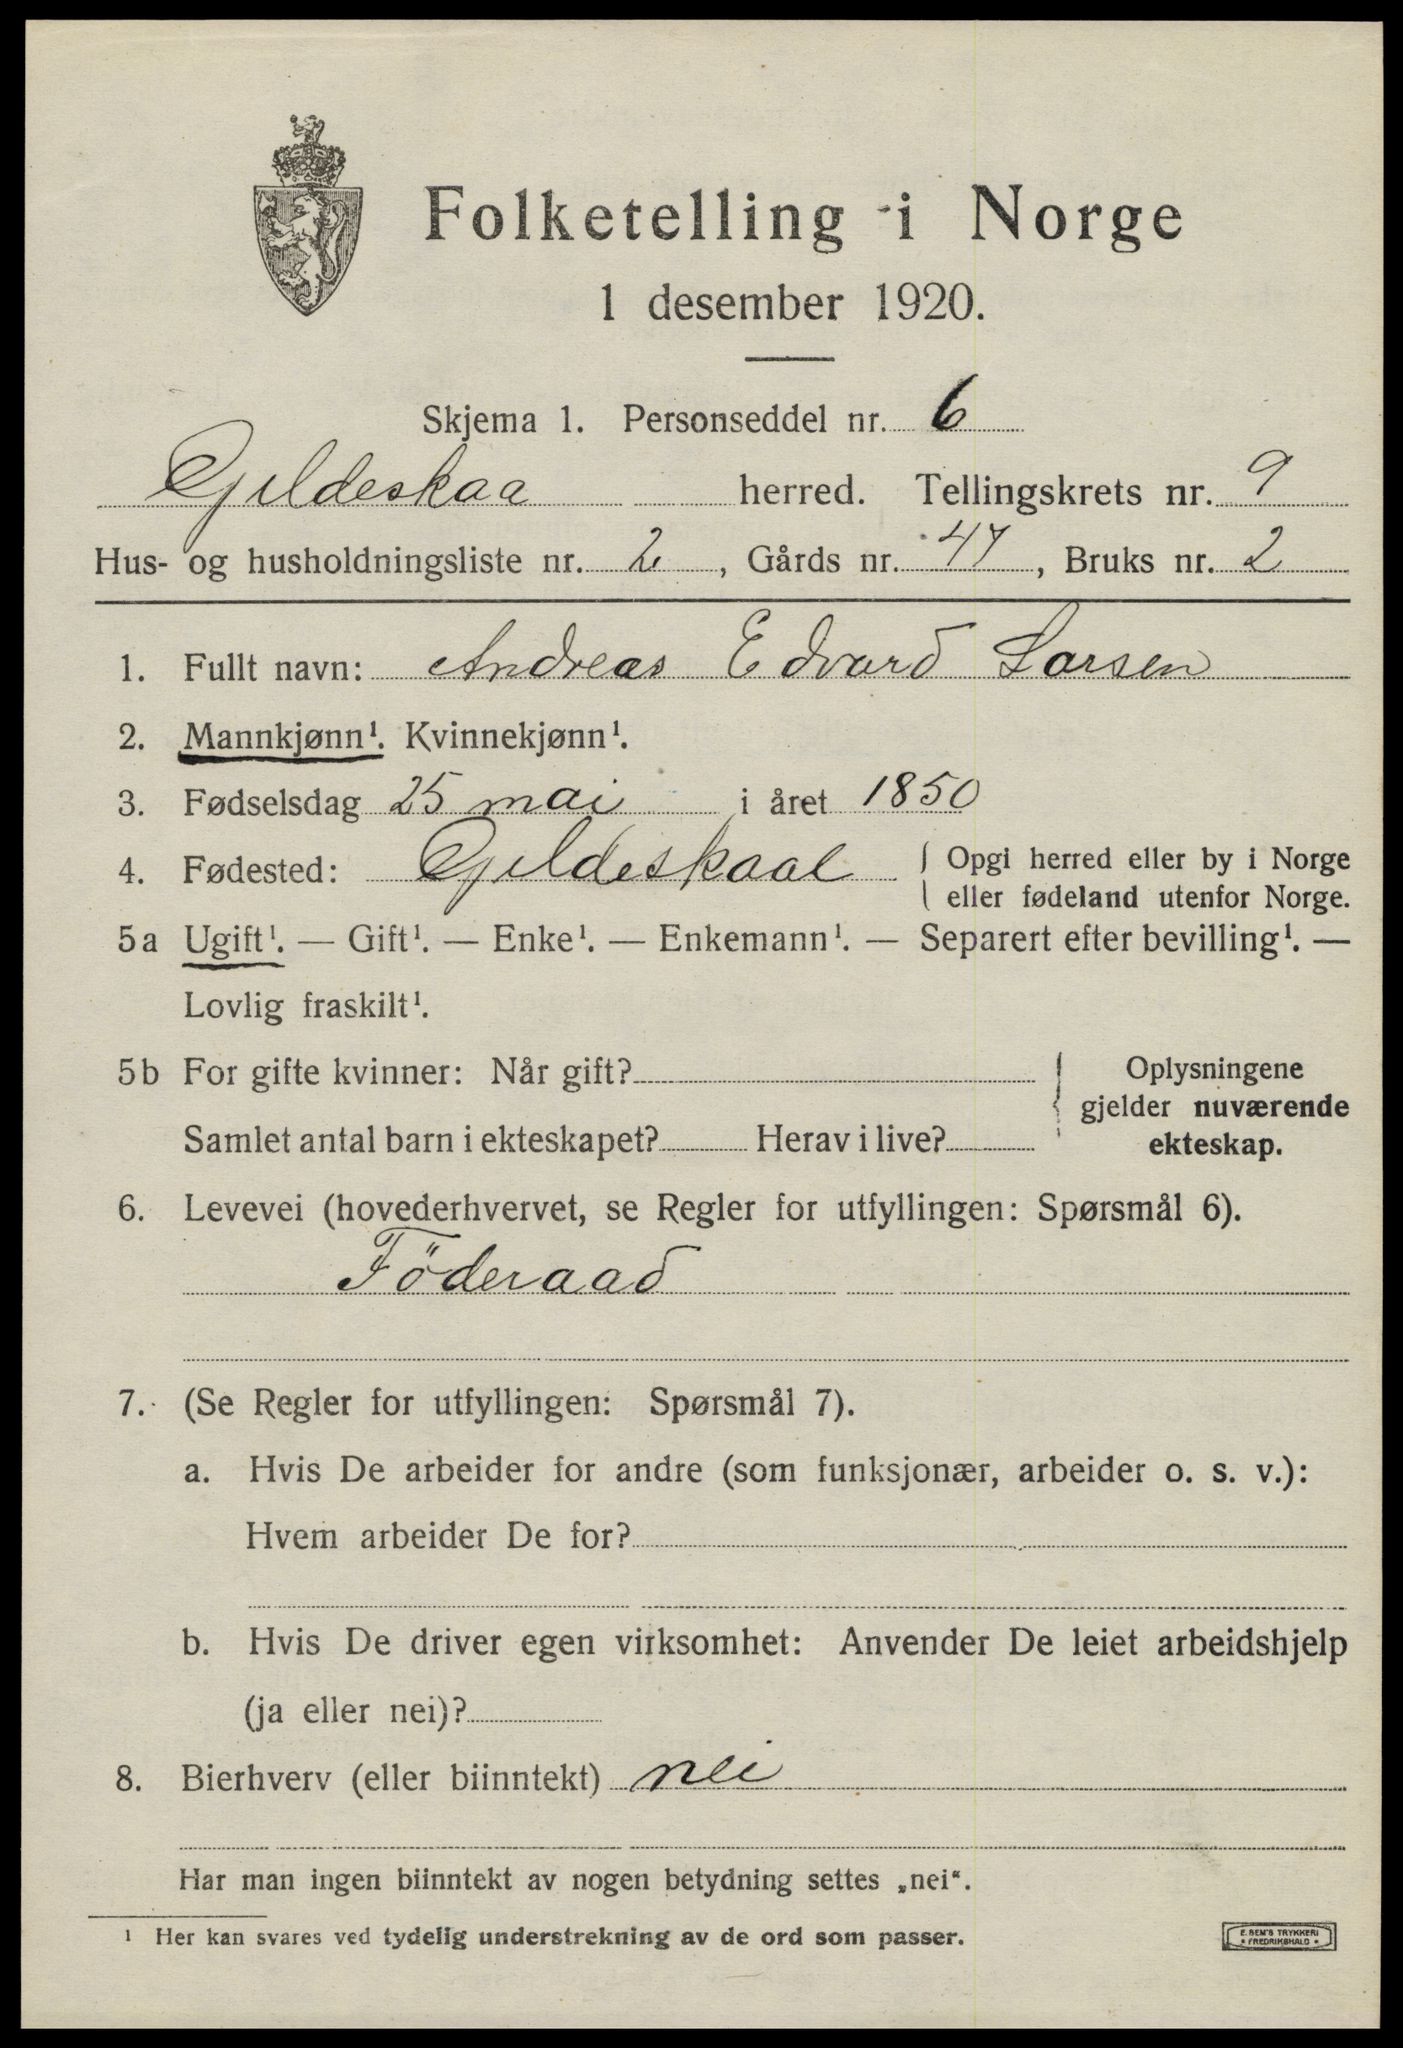 Folketelling i Norge
1 desember 1920.
Skjema 1. Personseddel nr. 6
Gildeskaa herred. Tellingskrets nr. 9
Hus- og husholdningsliste nr. 2, Gårds nr. 47, Bruks nr. 2
1. Fullt navn: Andreas Edvard Larsen
2. Mannkjønn¹. Kvinnekjønn¹.
3. Fødselsdag 25 mai i året 1850
4. Fødested: Gildeskaal { Opgi herred eller by i Norge
eller fødeland utenfor Norge.
5a Ugift¹. — Gift¹. — Enke¹. — Enkemann¹. — Separert efter bevilling¹. —
Lovlig fraskilt¹.
5b For gifte kvinner: Når gift?
Samlet antal barn i ekteskapet? Herav i live?
{ Oplysningene
gjelder nuværende
ekteskap.
6. Levevei (hovederhvervet, se Regler for utfyllingen: Spørsmål 6).
Föderaad
7. (Se Regler for utfyllingen: Spørsmål 7).
a. Hvis De arbeider for andre (som funksjonær, arbeider o. s. v.):
Hvem arbeider De for?
b. Hvis De driver egen virksomhet: Anvender De leiet arbeidshjelp
(ja eller nei)?
8. Bierhverv (eller biinntekt) nei
Har man ingen biinntekt av nogen betydning settes „nei“.
¹ Her kan svares ved tydelig understrekning av de ord som passer.
E. SEM'S TRYKKERI
• FREDRIKSHALD •